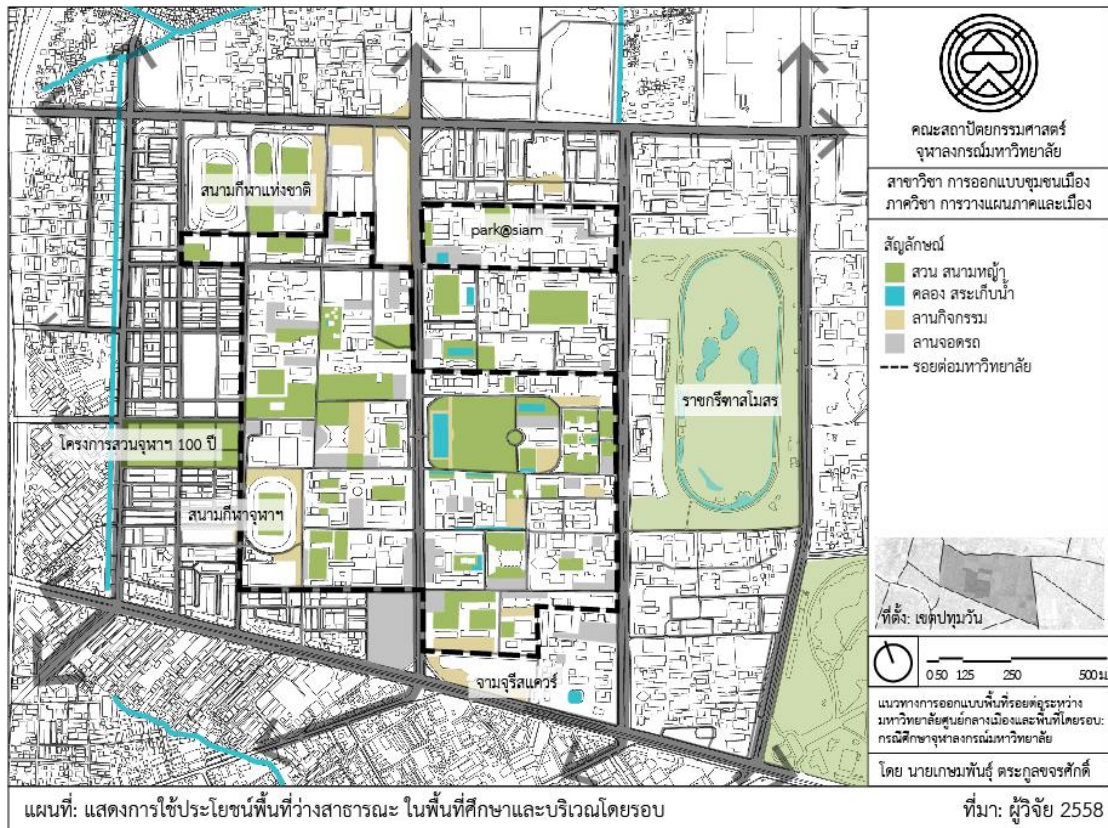 สนามกีฬาแห่งชาติ
park@siam
ราชกรีฑาสโมสร
โครงการสวนจุฬาฯ 100 ปี
สนามกีฬาจุฬาฯ
จามจุรีสแควร์
คณะสถาปัตยกรรมศาสตร์
จุฬาลงกรณ์มหาวิทยาลัย
สาขาวิชา การออกแบบชุมชนเมือง
ภาควิชา การวางแผนภาคและเมือง
สัญลักษณ์
สวน สนามหญ้า
คลอง สระเก็บน้ำ
ลานกิจกรรม
ลานจอดรถ
รอยต่อมหาวิทยาลัย
ที่ตั้ง: เขตปทุมวัน
0 50 125 250 500 ม
แนวทางการออกแบบพื้นที่รอยต่อระหว่าง
มหาวิทยาลัยศูนย์กลางเมืองและพื้นที่โดยรอบ:
กรณีศึกษาจุฬาลงกรณ์มหาวิทยาลัย
โดย นายเกษมพันธุ์ ตระกูลขจรศักดิ์
แผนที่: แสดงการใช้ประโยชน์พื้นที่ว่างสาธารณะ ในพื้นที่ศึกษาและบริเวณโดยรอบ
ที่มา: ผู้วิจัย 2558